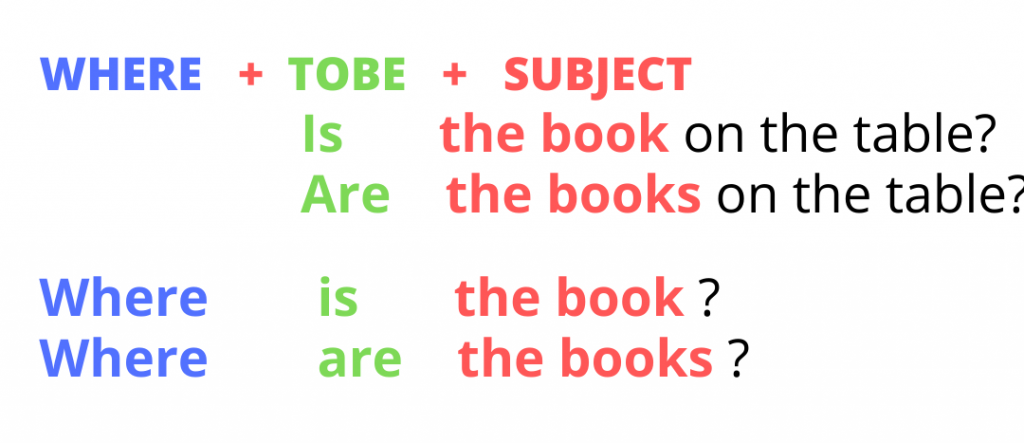 WHERE + TOBE + SUBJECT
Is the book on the table?
Are the books on the table?
Where is the book ?
Where are the books ?